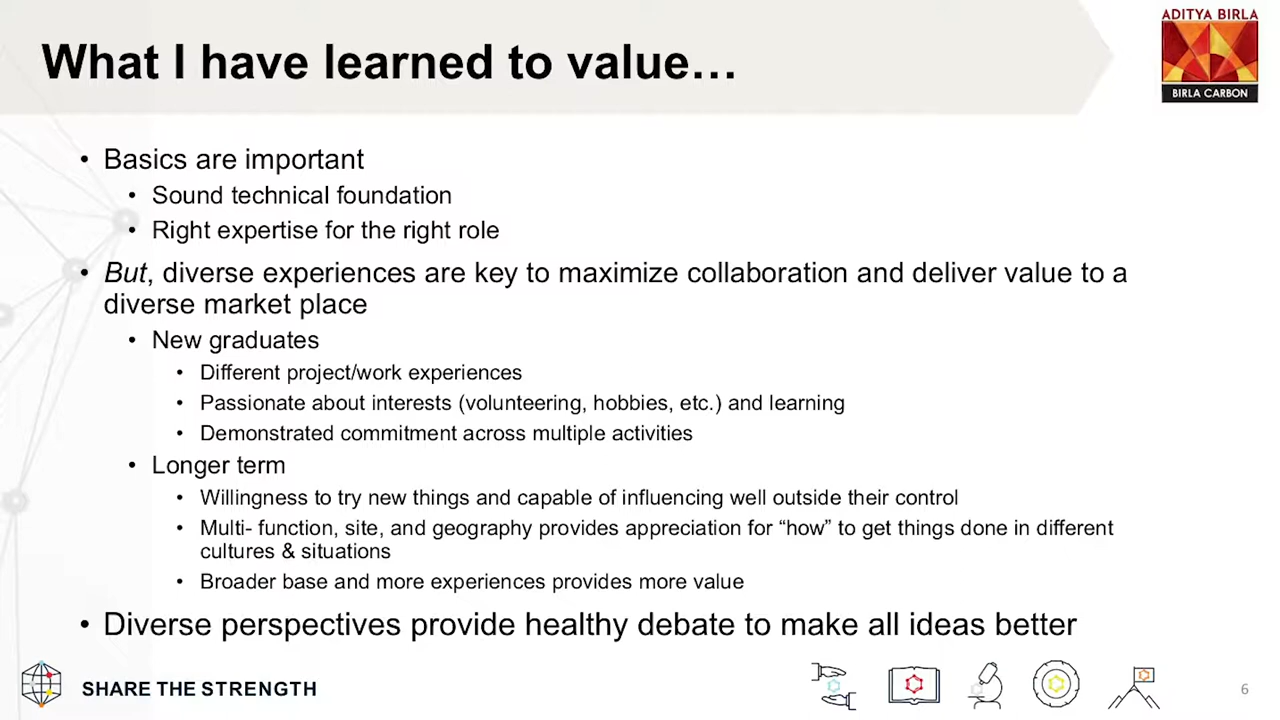 What I have learned to value…
ADITYA BIRLA
BIRLA CARBON
• Basics are important
• Sound technical foundation
• Right expertise for the right role
• But, diverse experiences are key to maximize collaboration and deliver value to a
diverse market place
• New graduates
• Different project/work experiences
• Passionate about interests (volunteering, hobbies, etc.) and learning
• Demonstrated commitment across multiple activities
• Longer term
• Willingness to try new things and capable of influencing well outside their control
• Multi- function, site, and geography provides appreciation for “how” to get things done in different
cultures & situations
• Broader base and more experiences provides more value
• Diverse perspectives provide healthy debate to make all ideas better
SHARE THE STRENGTH
6